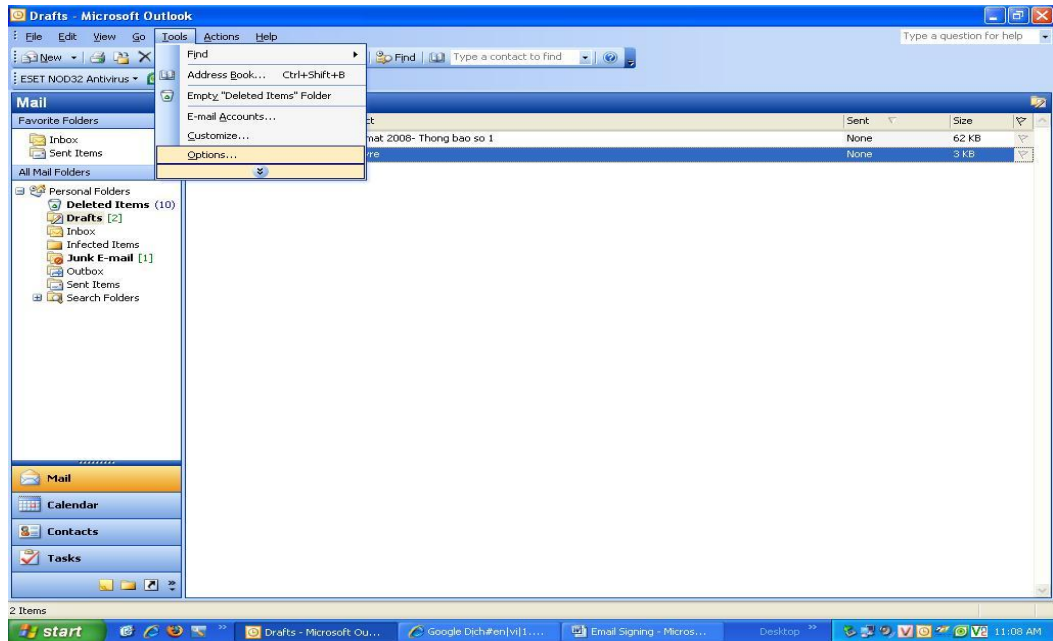 Drafts - Microsoft Outlook
File Edit View Go Tools Actions Help
Type a question for help
New
Find
Type a contact to find
ESET NOD32 Antivirus
Find
Address Book... Ctrl+Shift+B
Empty "Deleted Items" Folder
E-mail Accounts...
Customize...
Options...
Mail
Favorite Folders
Inbox
Sent Items
All Mail Folders
Personal Folders
Deleted Items (10)
Drafts [2]
Inbox
Infected Items
Junk E-mail [1]
Outbox
Sent Items
Search Folders
Sent Size
mat 2008- Thong bao so 1 None 62 KB
None 3 KB
Mail
Calendar
Contacts
Tasks
2 Items
start
Drafts - Microsoft Ou...
Google Dịch#en|vi|1....
Email Signing - Micros...
Desktop
11:08 AM